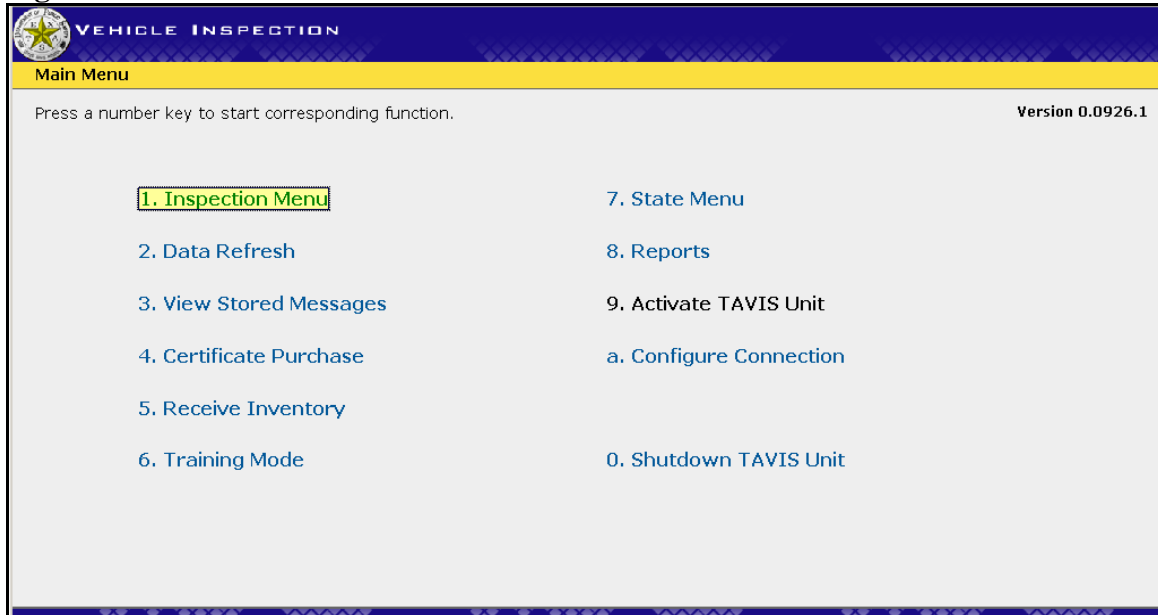 VEHICLE INSPECTION
Main Menu
Press a number key to start corresponding function.
Version 0.0926.1
1. Inspection Menu
2. Data Refresh
3. View Stored Messages
4. Certificate Purchase
5. Receive Inventory
6. Training Mode
7. State Menu
8. Reports
9. Activate TAVIS Unit
a. Configure Connection
0. Shutdown TAVIS Unit